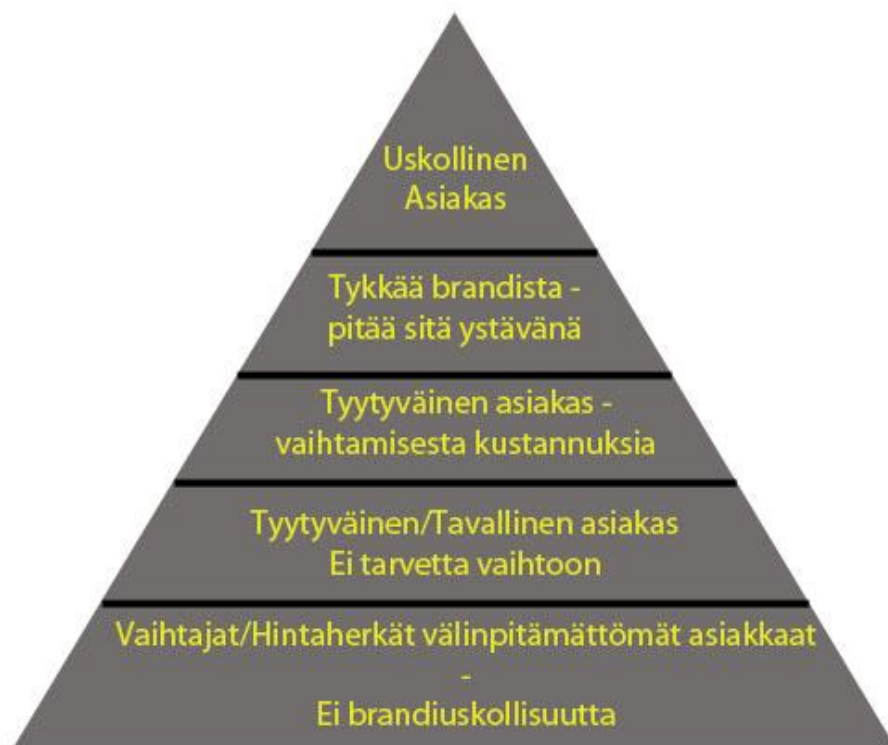 Uskollinen
Asiakas
Tykkää brandista -
pitää sitä ystävänä
Tyytyväinen asiakas -
vaihtamisesta kustannuksia
Tyytyväinen/Tavallinen asiakas
Ei tarvetta vaihtoon
Vaihtajat/Hintaherkät välinpitämättömät asiakkaat
-
Ei brandiuskollisuutta